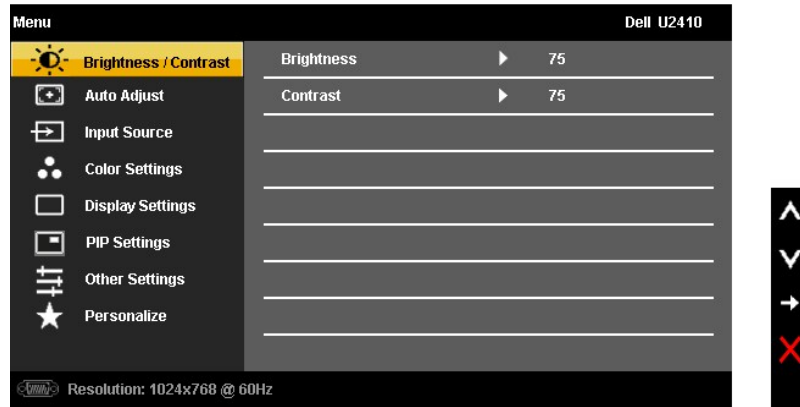 Menu Dell U2410
Brightness / Contrast Brightness 75
Auto Adjust Contrast 75
Input Source
Color Settings
Display Settings
PIP Settings
Other Settings
Personalize
Resolution: 1024x768 @ 60Hz